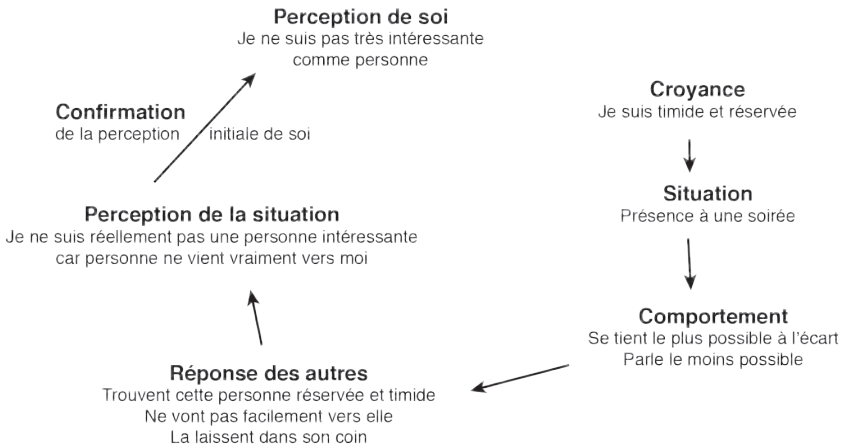 Perception de soi
Je ne suis pas très intéressante
comme personne
Croyance
Je suis timide et réservée
Situation
Présence à une soirée
Comportement
Se tient le plus possible à l'écart
Parle le moins possible
Réponse des autres
Trouvent cette personne réservée et timide
Ne vont pas facilement vers elle
La laissent dans son coin
Perception de la situation
Je ne suis réellement pas une personne intéressante
car personne ne vient vraiment vers moi
Confirmation
de la perception initiale de soi